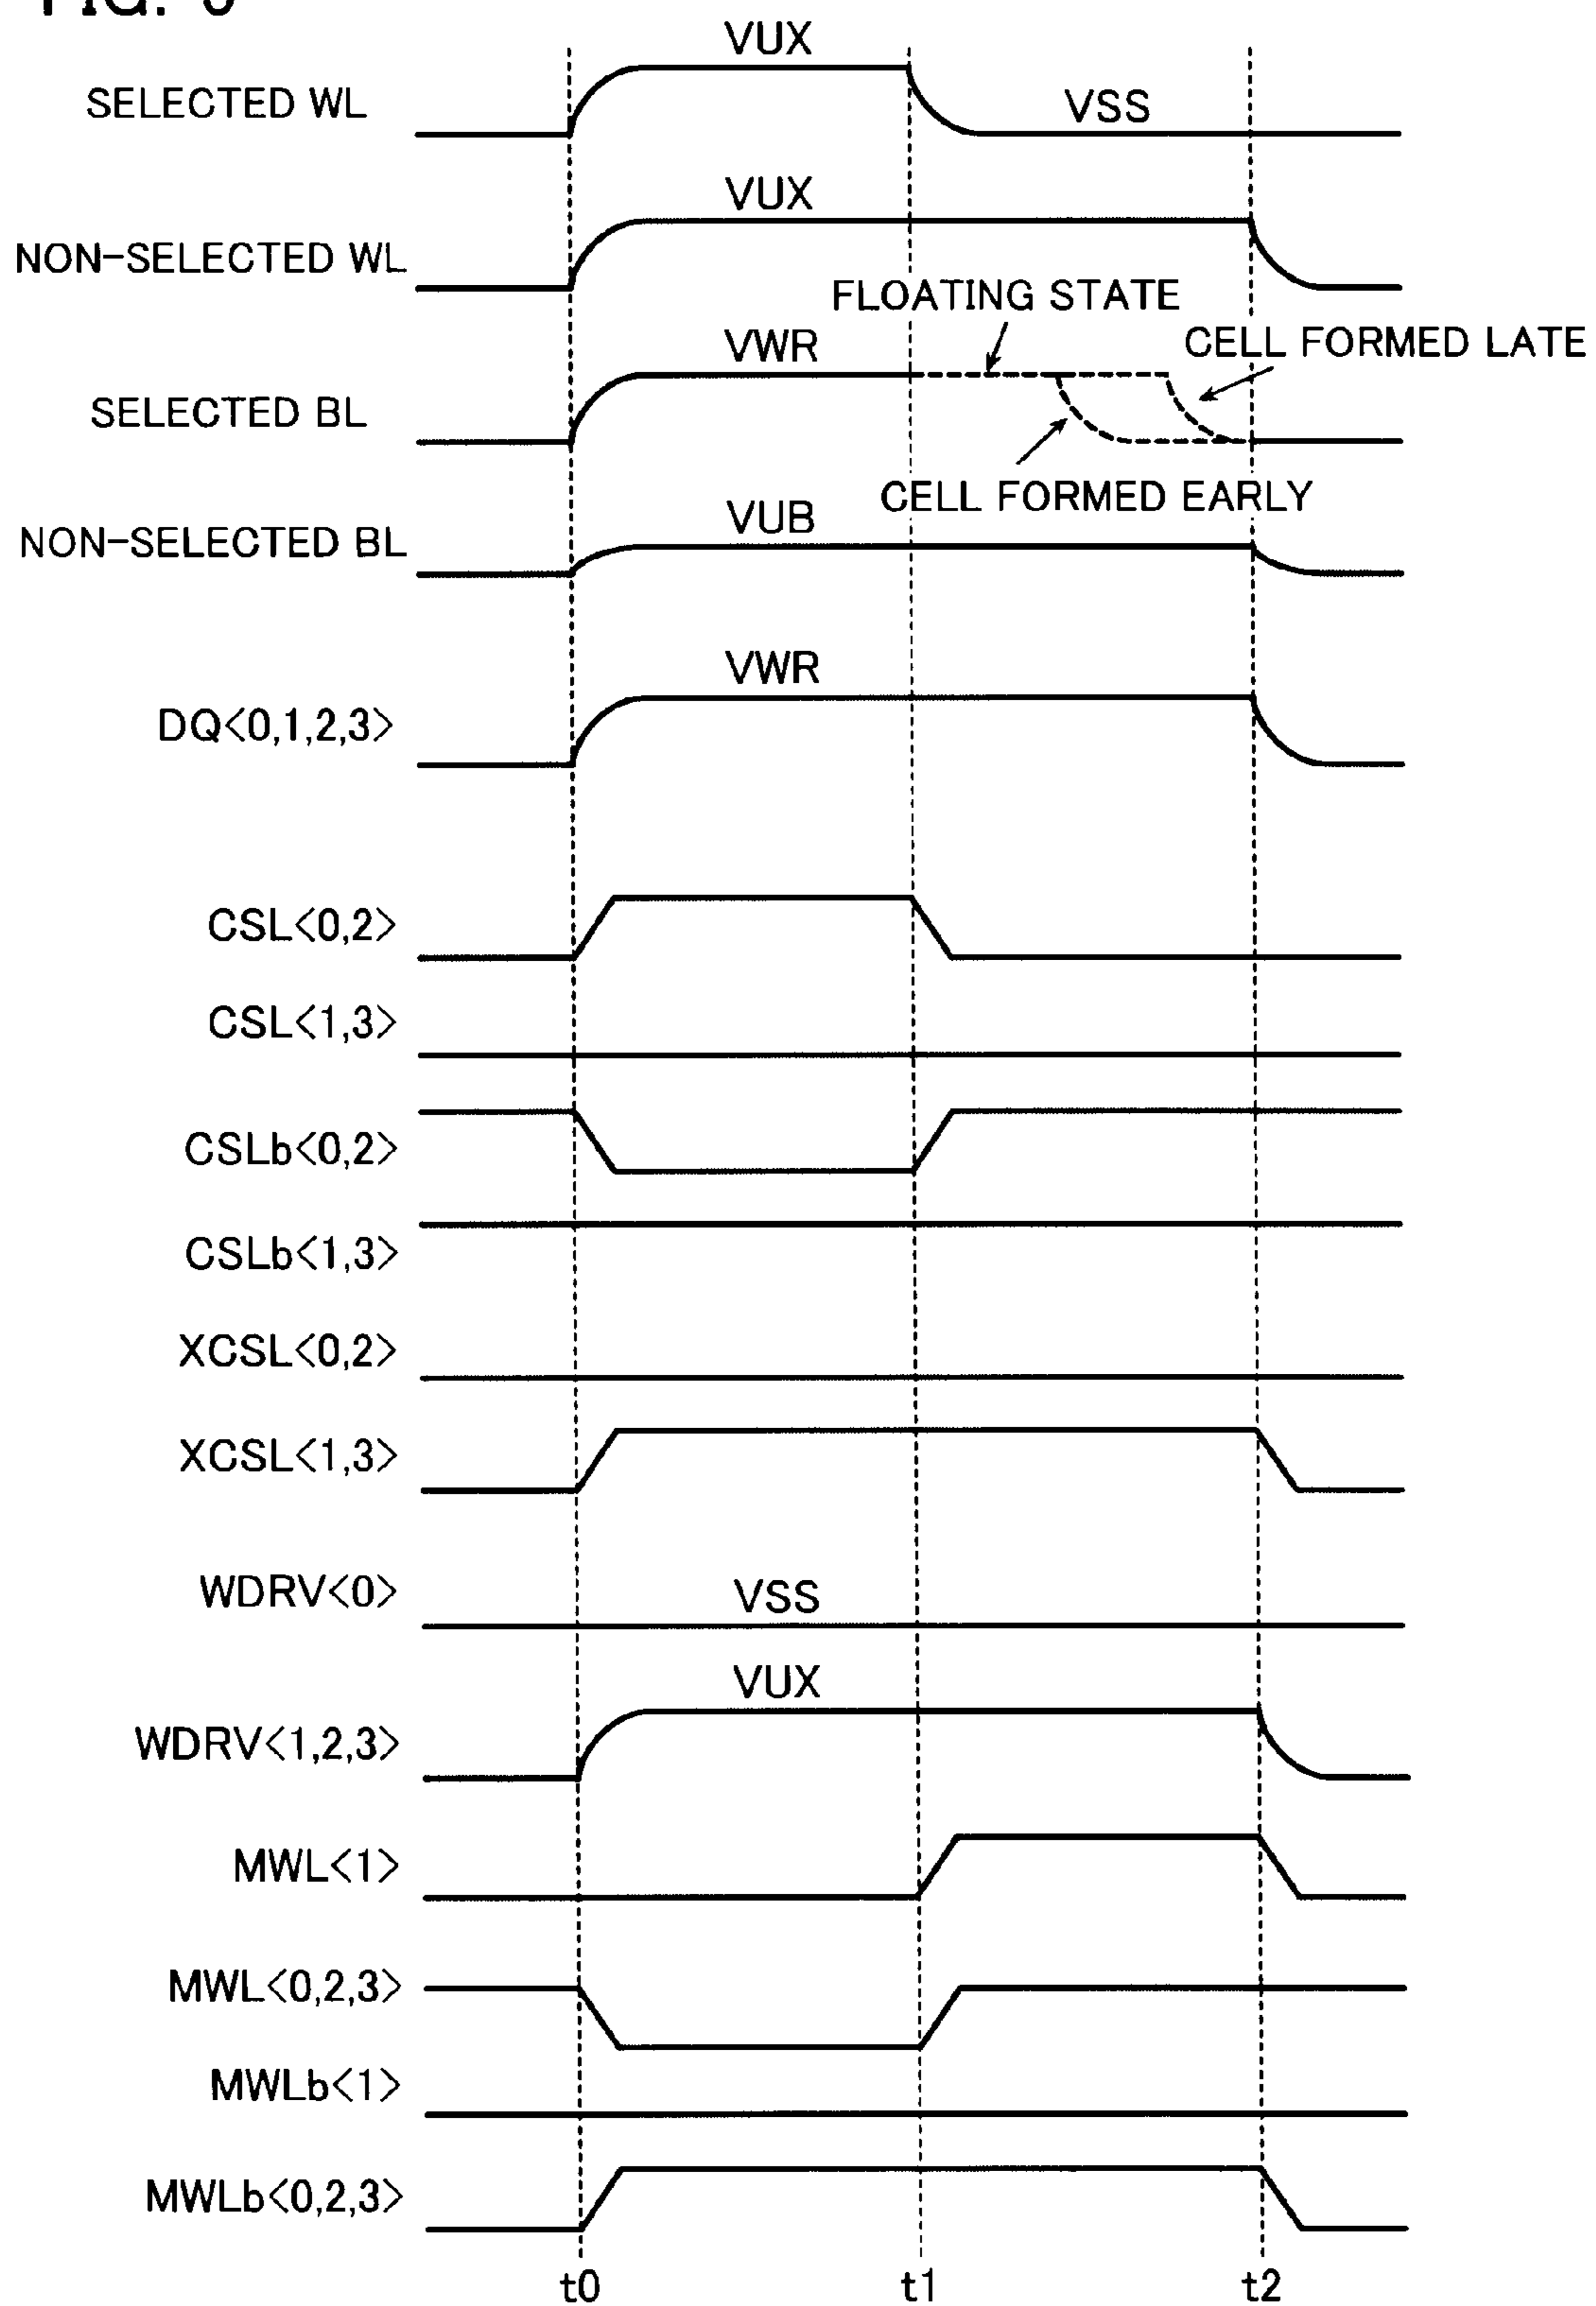 VUX
SELECTED WL
VSS
VUX
NON-SELECTED WL
FLOATING STATE
VWR
CELL FORMED LATE
SELECTED BL
CELL FORMED EARLY
VUB
NON-SELECTED BL
VWR
DQ<0,1,2,3>
CSL<0,2>
CSL<1,3>
CSLb<0,2>
CSLb<1,3>
XCSL<0,2>
XCSL<1,3>
WDRV<0>
VSS
VUX
WDRV<1,2,3>
MWL<1>
MWL<0,2,3>
MWLb<1>
MWLb<0,2,3>
t0 t1 t2